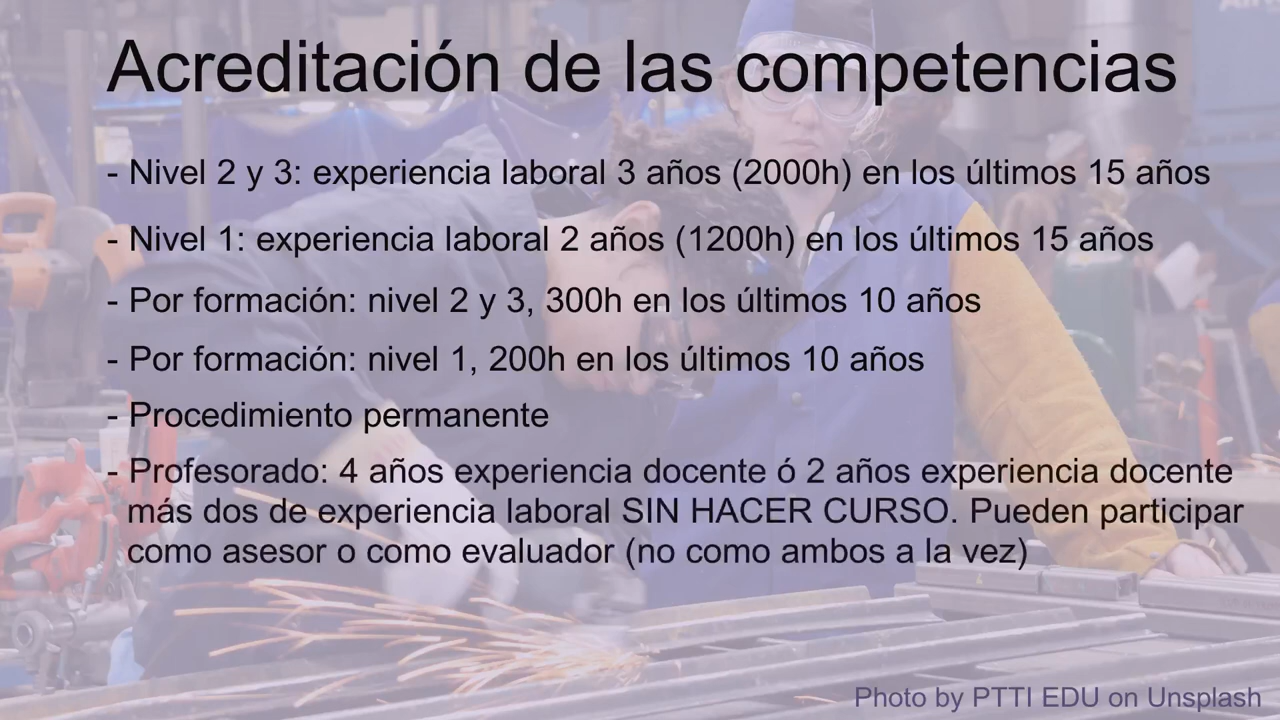 Acreditación de las competencias
- Nivel 2 y 3: experiencia laboral 3 años (2000h) en los últimos 15 años
- Nivel 1: experiencia laboral 2 años (1200h) en los últimos 15 años
- Por formación: nivel 2 y 3, 300h en los últimos 10 años
- Por formación: nivel 1, 200h en los últimos 10 años
- Procedimiento permanente
- Profesorado: 4 años experiencia docente ó 2 años experiencia docente
más dos de experiencia laboral SIN HACER CURSO. Pueden participar
como asesor o como evaluador (no como ambos a la vez)
Photo by PTTI EDU on Unsplash